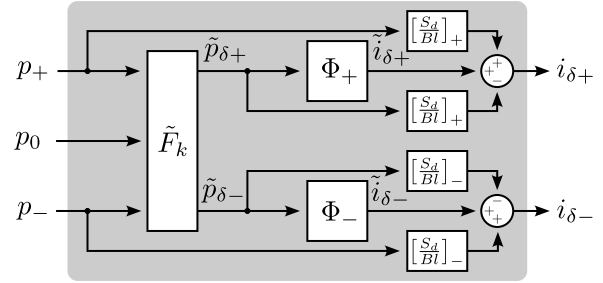 [S_d/Bl]_+
p_+ p̃_δ+ Φ_+ ĩ_δ+ + + − i_δ+
[S_d/Bl]_+
p_0 F̃_k
[S_d/Bl]_−
p_− p̃_δ− Φ_− ĩ_δ− − + + i_δ−
[S_d/Bl]_−